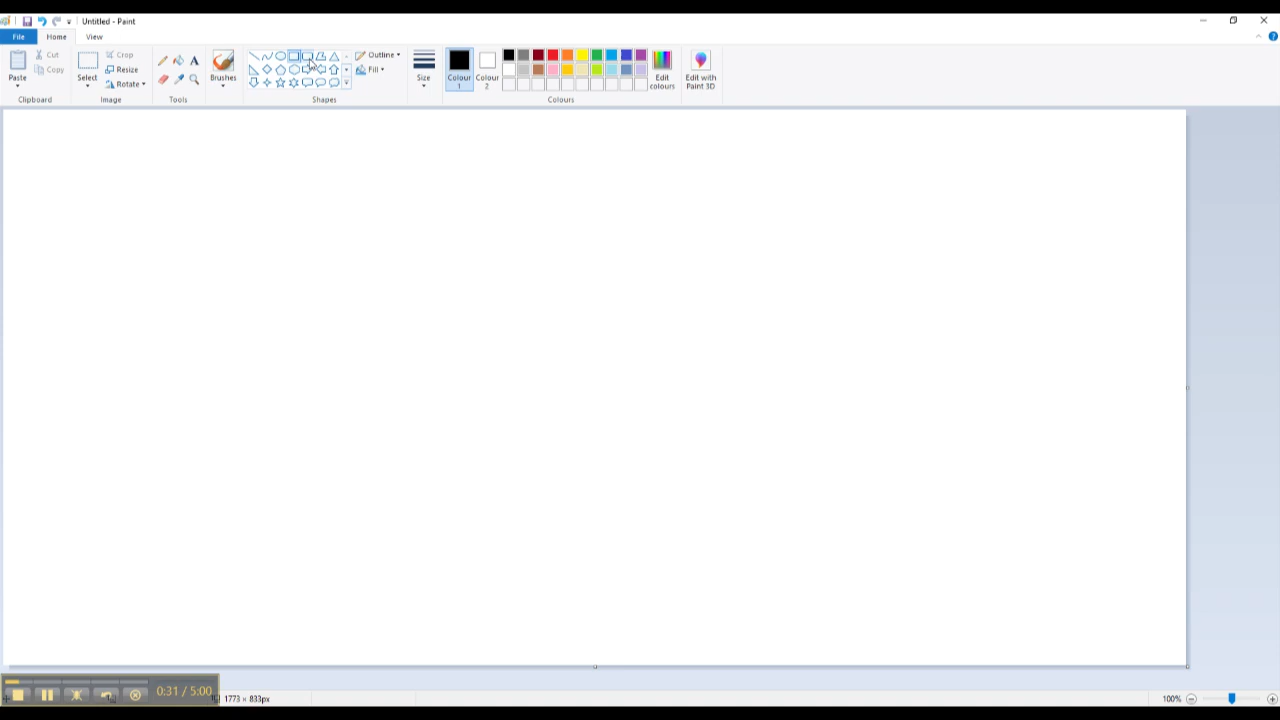 Untitled - Paint
File Home View
Paste
Cut
Copy
Clipboard
Select
Crop
Resize
Rotate
Image
A
Tools
Brushes
Outline
Fill
Shapes
Size
Colour 1
Colour 2
Edit colours
Colours
Edit with Paint 3D
0:31 / 5:00
1773 × 833px
100%